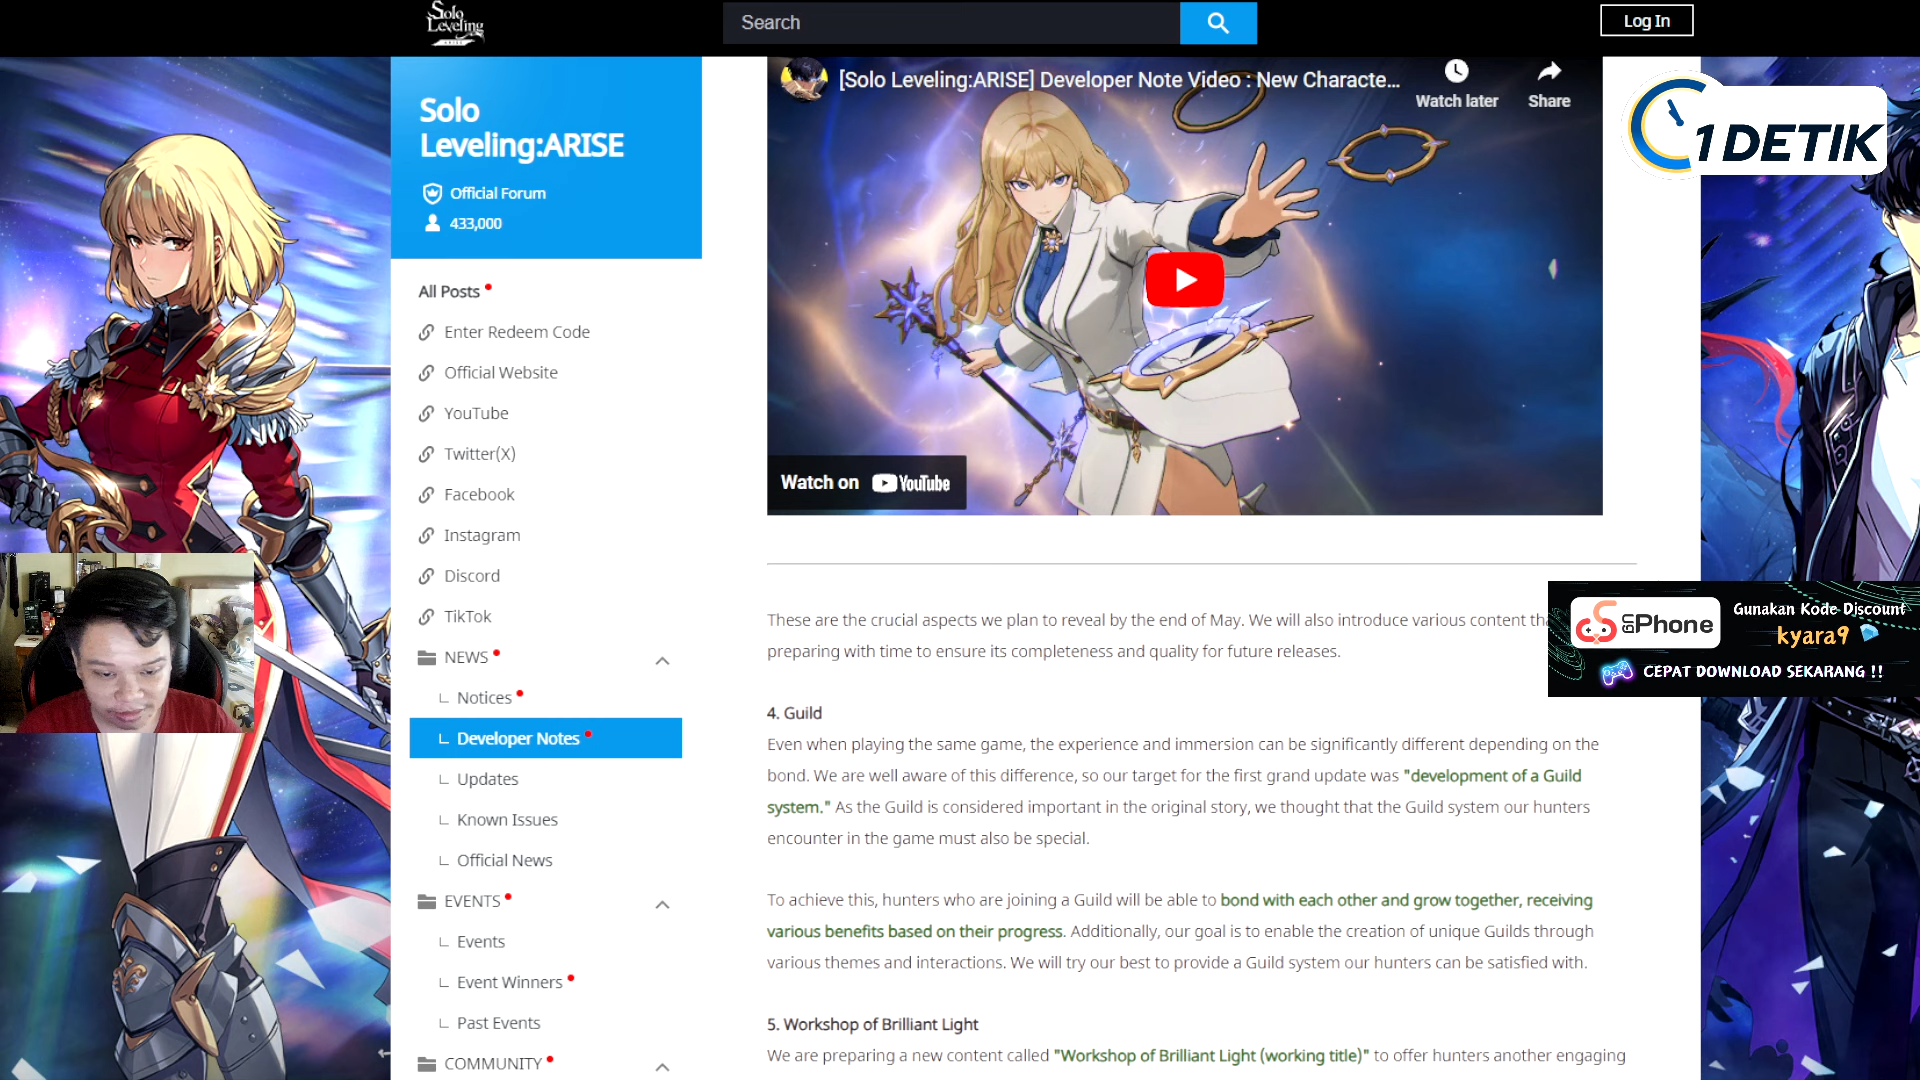 Solo
Leveling
ARISE
Search
Log In
Solo
Leveling:ARISE
Official Forum
433,000
All Posts
Enter Redeem Code
Official Website
YouTube
Twitter(X)
Facebook
Instagram
Discord
TikTok
NEWS
Notices
Developer Notes
Updates
Known Issues
Official News
EVENTS
Events
Event Winners
Past Events
COMMUNITY
[Solo Leveling:ARISE] Developer Note Video : New Characte...
Watch later
Share
Watch on YouTube
These are the crucial aspects we plan to reveal by the end of May. We will also introduce various content
preparing with time to ensure its completeness and quality for future releases.
4. Guild
Even when playing the same game, the experience and immersion can be significantly different depending on the
bond. We are well aware of this difference, so our target for the first grand update was "development of a Guild
system." As the Guild is considered important in the original story, we thought that the Guild system our hunters
encounter in the game must also be special.
To achieve this, hunters who are joining a Guild will be able to bond with each other and grow together, receiving
various benefits based on their progress. Additionally, our goal is to enable the creation of unique Guilds through
various themes and interactions. We will try our best to provide a Guild system our hunters can be satisfied with.
5. Workshop of Brilliant Light
We are preparing a new content called "Workshop of Brilliant Light (working title)" to offer hunters another engaging
1 DETIK
Phone
Gunakan Kode Discount
kyara9
CEPAT DOWNLOAD SEKARANG !!